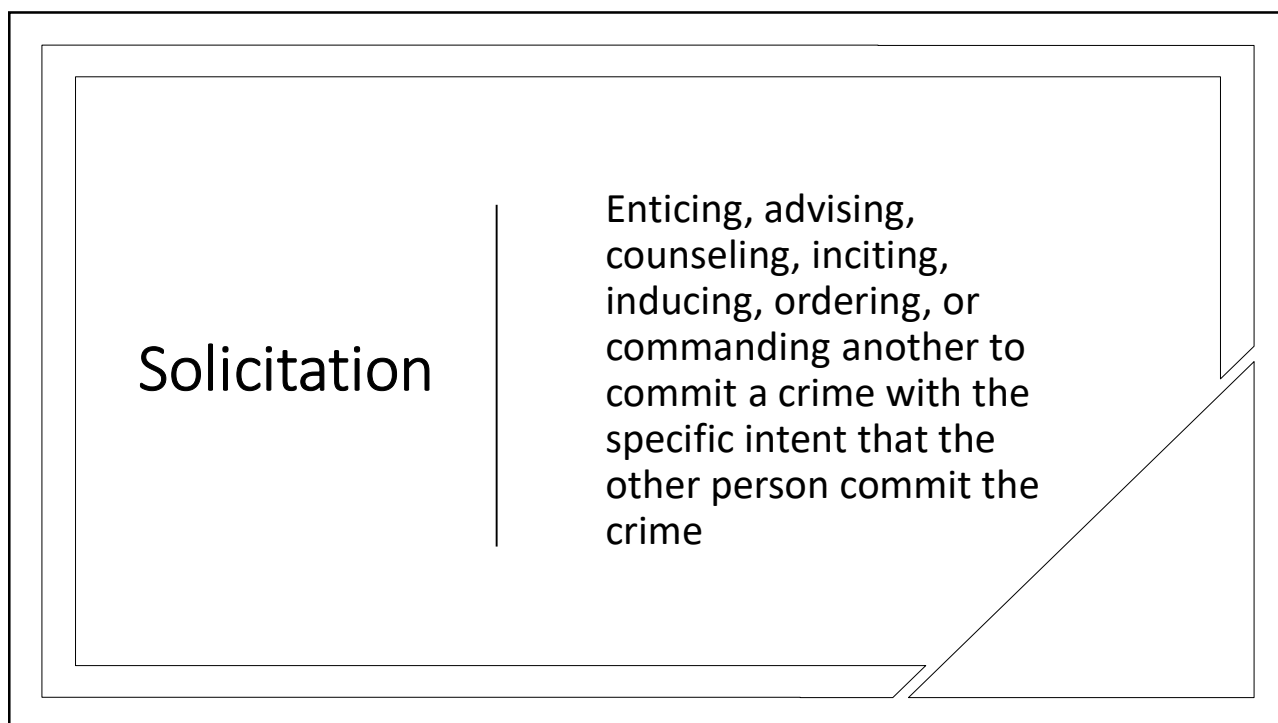 Solicitation
Enticing, advising,
counseling, inciting,
inducing, ordering, or
commanding another to
commit a crime with the
specific intent that the
other person commit the
crime